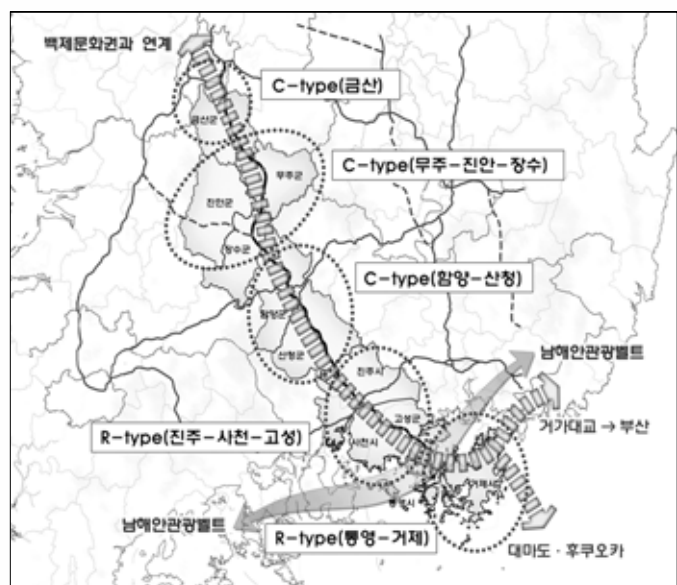 백제문화권과 연계
C-type(금산)
금산군
C-type(무주-진안-장수)
무주군
진안군
장수군
C-type(함양-산청)
함양군
산청군
진주시
남해안관광벨트
고성군
거가대교 → 부산
R-type(진주-사천-고성)
사천시
거제시
통영시
남해안관광벨트
R-type(통영-거제)
대마도·후쿠오카